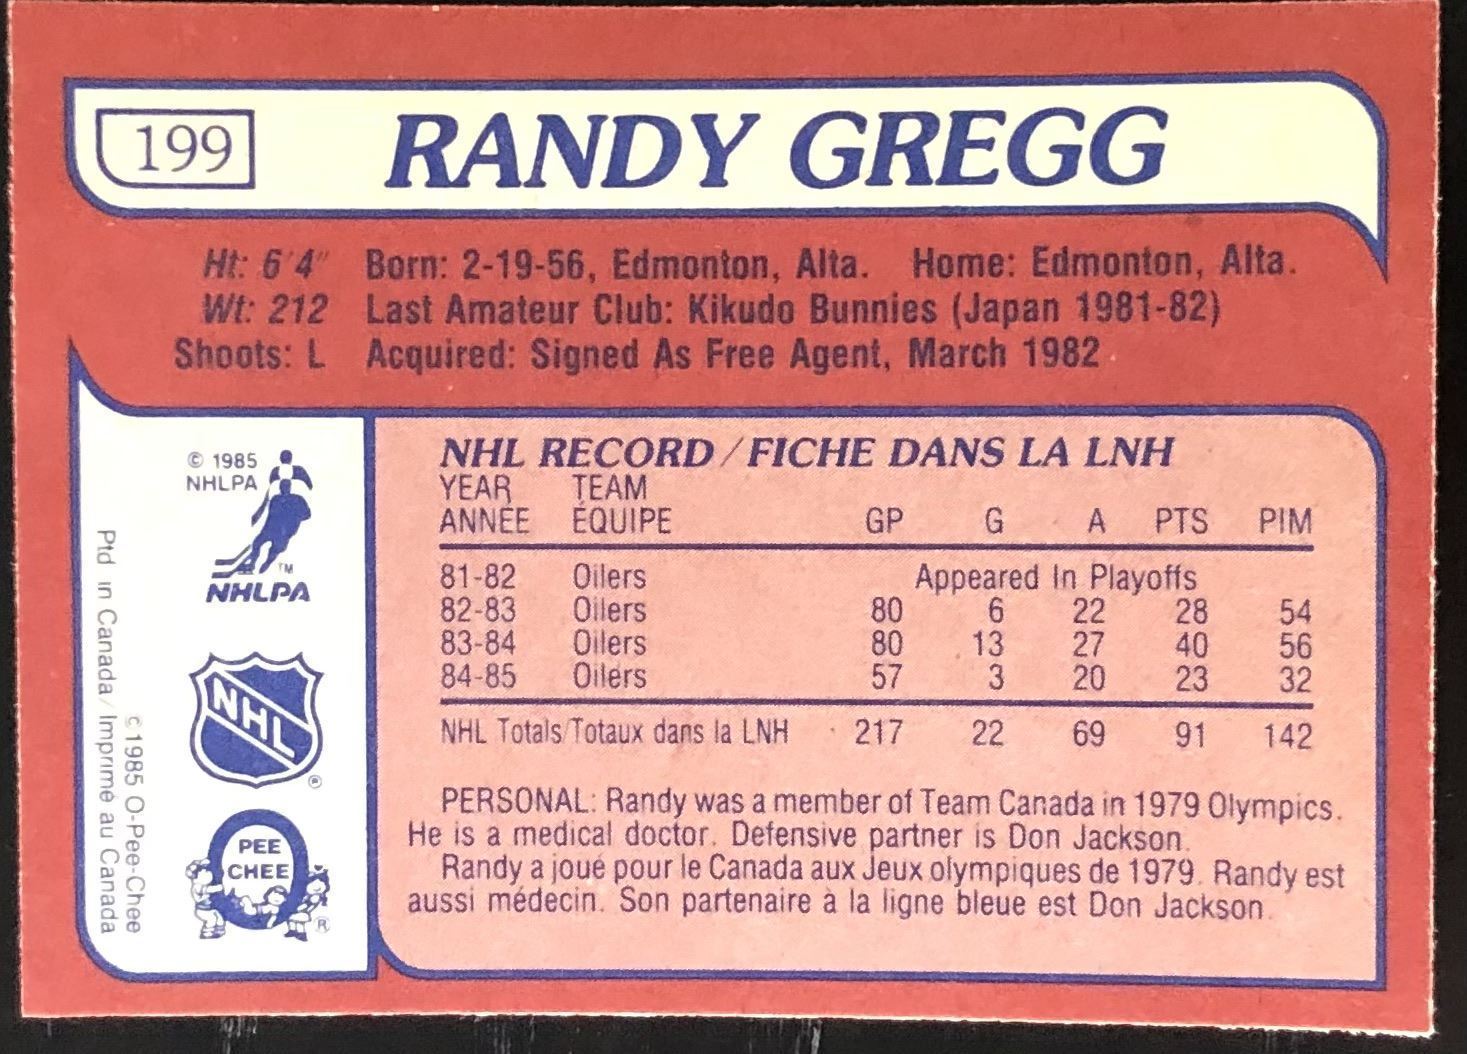 199
RANDY GREGG
Ht: 6'4" Born: 2-19-56, Edmonton, Alta. Home: Edmonton, Alta.
Wt: 212 Last Amateur Club: Kikudo Bunnies (Japan 1981-82)
Shoots: L Acquired: Signed As Free Agent, March 1982
© 1985
NHLPA
TM
NHLPA
NHL
®
PEE
CHEE
®
©1985 O-Pee-Chee
Ptd in Canada/Imprimé au Canada
NHL RECORD/FICHE DANS LA LNH
YEAR TEAM
ANNÉE ÉQUIPE GP G A PTS PIM
81-82 Oilers Appeared In Playoffs
82-83 Oilers 80 6 22 28 54
83-84 Oilers 80 13 27 40 56
84-85 Oilers 57 3 20 23 32
NHL Totals/Totaux dans la LNH 217 22 69 91 142
PERSONAL: Randy was a member of Team Canada in 1979 Olympics.
He is a medical doctor. Defensive partner is Don Jackson.
Randy a joué pour le Canada aux Jeux olympiques de 1979. Randy est
aussi médecin. Son partenaire à la ligne bleue est Don Jackson.